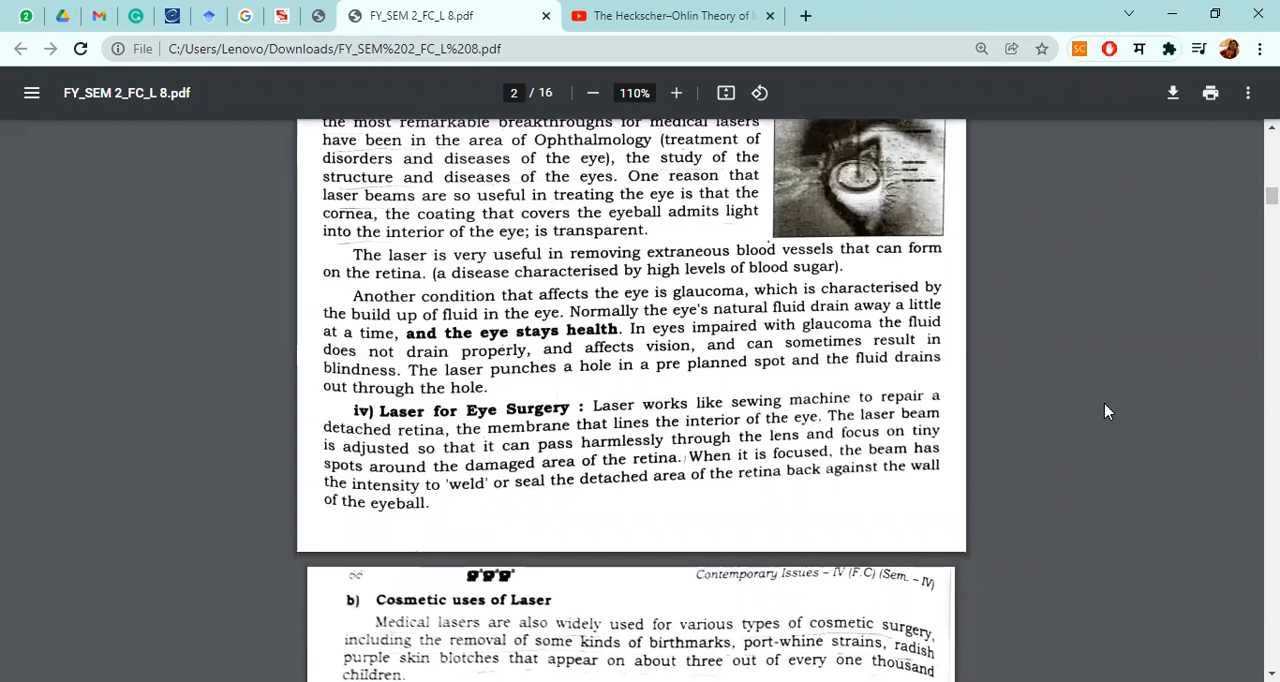 FY_SEM 2_FC_L 8.pdf
The Heckscher–Ohlin Theory of
File
C:/Users/Lenovo/Downloads/FY_SEM%202_FC_L%208.pdf
FY_SEM 2_FC_L 8.pdf
2 / 16
110%
the most remarkable breakthroughs for medical lasers
have been in the area of Ophthalmology (treatment of
disorders and diseases of the eye), the study of the
structure and diseases of the eyes. One reason that
laser beams are so useful in treating the eye is that the
cornea, the coating that covers the eyeball admits light
into the interior of the eye; is transparent.
The laser is very useful in removing extraneous blood vessels that can form
on the retina. (a disease characterised by high levels of blood sugar).
Another condition that affects the eye is glaucoma, which is characterised by
the build up of fluid in the eye. Normally the eye's natural fluid drain away a little
at a time, and the eye stays health. In eyes impaired with glaucoma the fluid
does not drain properly, and affects vision, and can sometimes result in
blindness. The laser punches a hole in a pre planned spot and the fluid drains
out through the hole.
iv) Laser for Eye Surgery : Laser works like sewing machine to repair a
detached retina, the membrane that lines the interior of the eye. The laser beam
is adjusted so that it can pass harmlessly through the lens and focus on tiny
spots around the damaged area of the retina. When it is focused, the beam has
the intensity to 'weld' or seal the detached area of the retina back against the wall
of the eyeball.
Contemporary Issues – IV (F.C) (Sem. – IV)
b) Cosmetic uses of Laser
Medical lasers are also widely used for various types of cosmetic surgery,
including the removal of some kinds of birthmarks, port-whine strains, radish
purple skin blotches that appear on about three out of every one thousand
children.